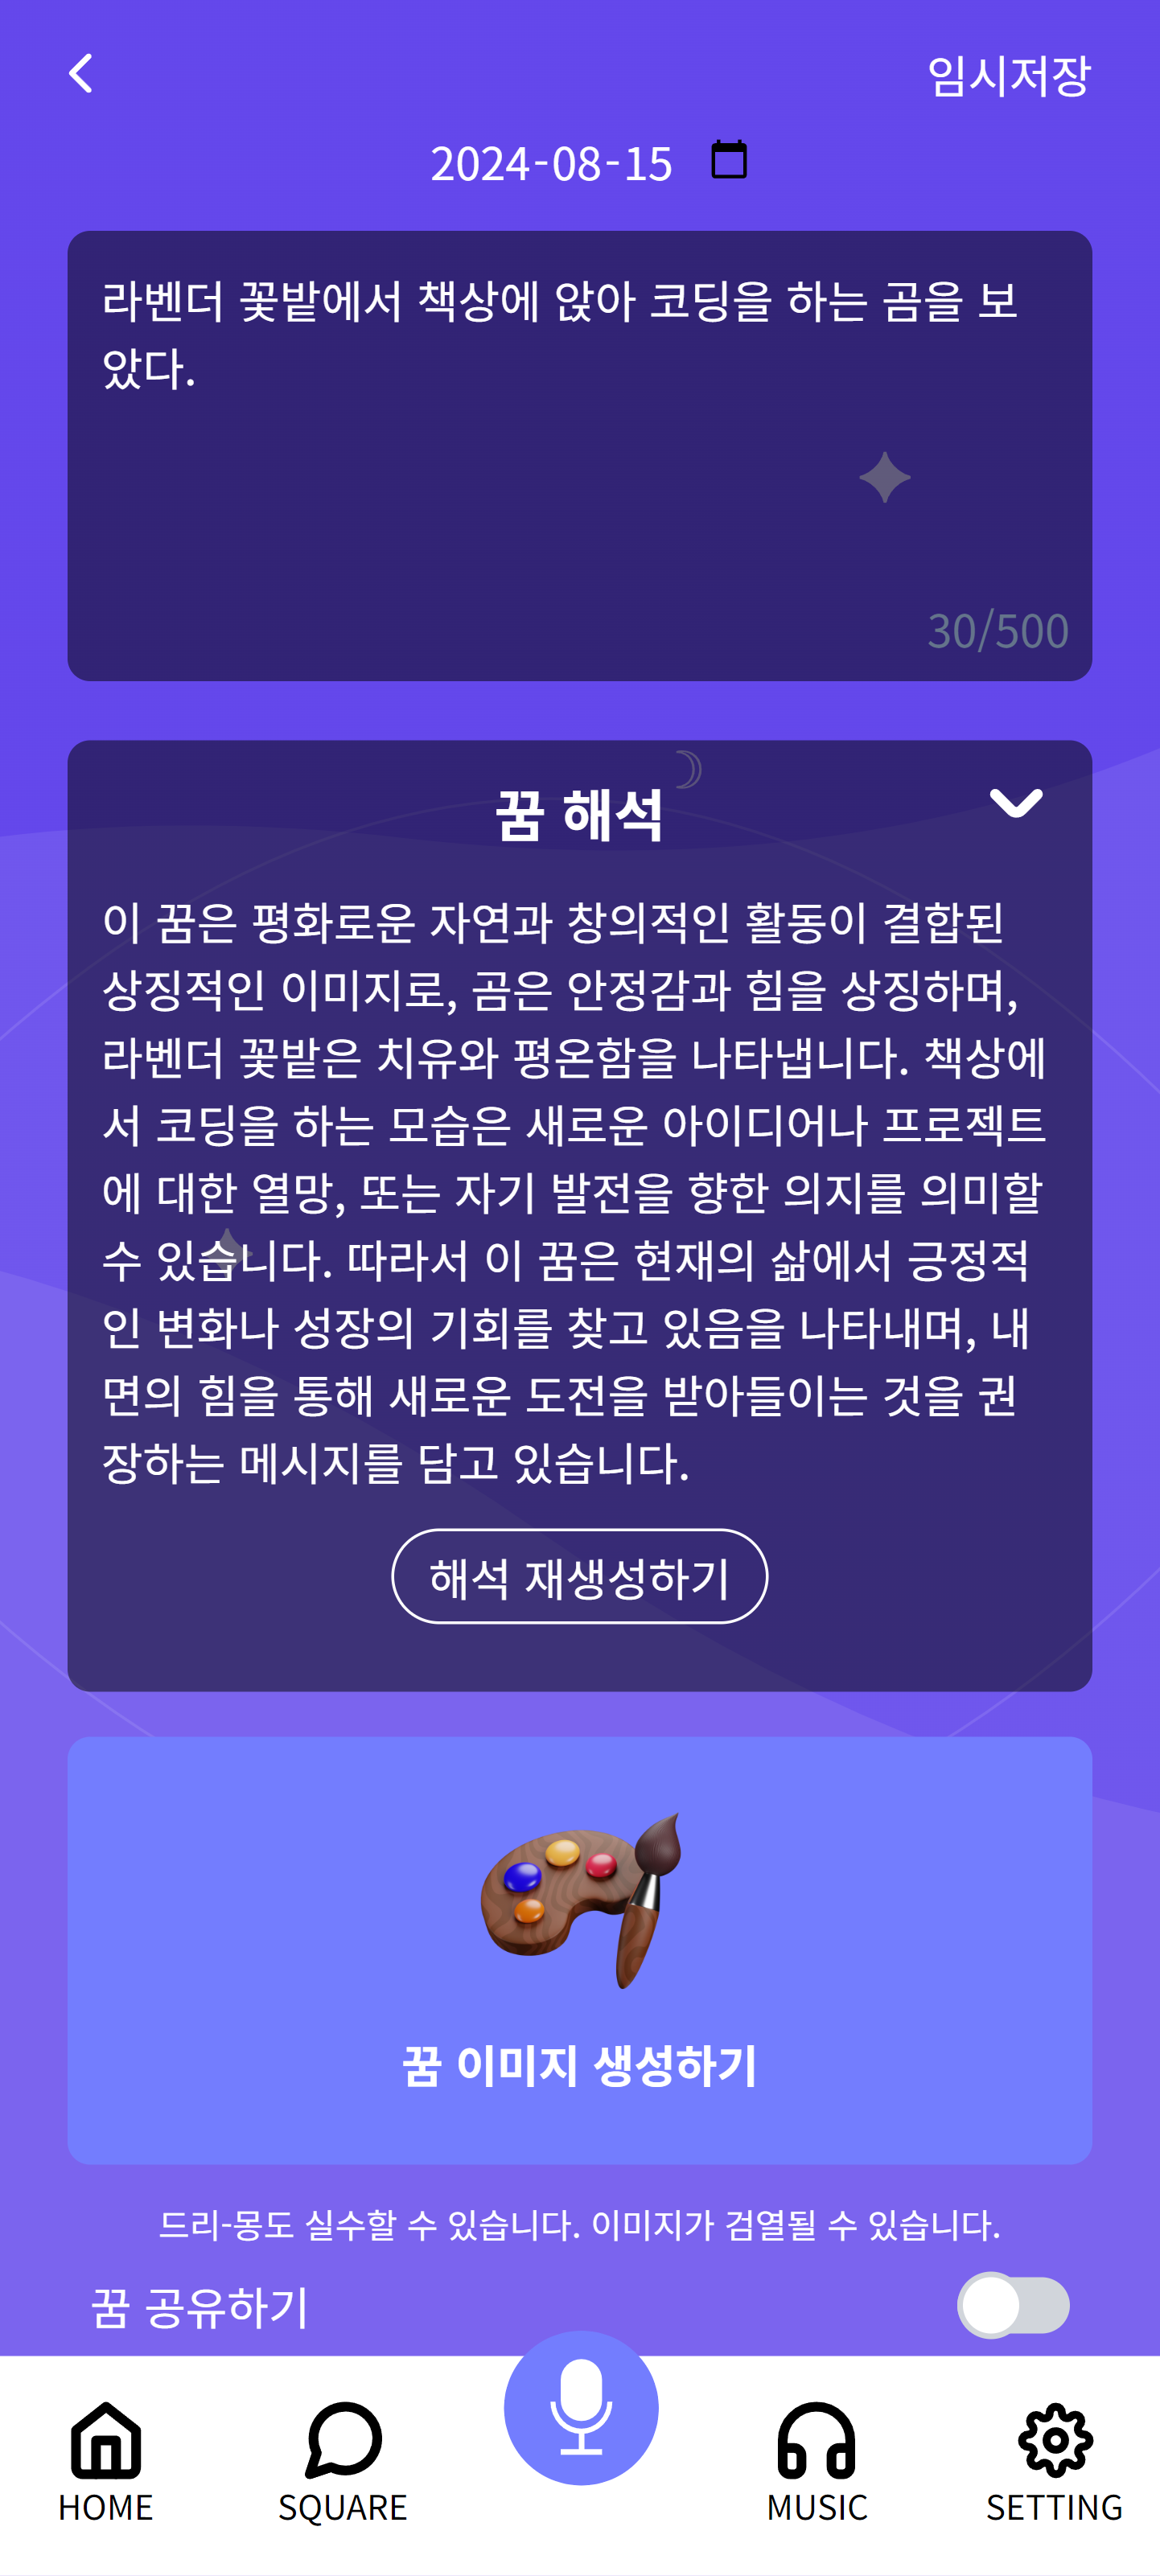 임시저장
2024-08-15
라벤더 꽃밭에서 책상에 앉아 코딩을 하는 곰을 보
았다.
30/500
꿈 해석
이 꿈은 평화로운 자연과 창의적인 활동이 결합된
상징적인 이미지로, 곰은 안정감과 힘을 상징하며,
라벤더 꽃밭은 치유와 평온함을 나타냅니다. 책상에
서 코딩을 하는 모습은 새로운 아이디어나 프로젝트
에 대한 열망, 또는 자기 발전을 향한 의지를 의미할
수 있습니다. 따라서 이 꿈은 현재의 삶에서 긍정적
인 변화나 성장의 기회를 찾고 있음을 나타내며, 내
면의 힘을 통해 새로운 도전을 받아들이는 것을 권
장하는 메시지를 담고 있습니다.
해석 재생성하기
꿈 이미지 생성하기
드리-몽도 실수할 수 있습니다. 이미지가 검열될 수 있습니다.
꿈 공유하기
HOME
SQUARE
MUSIC
SETTING